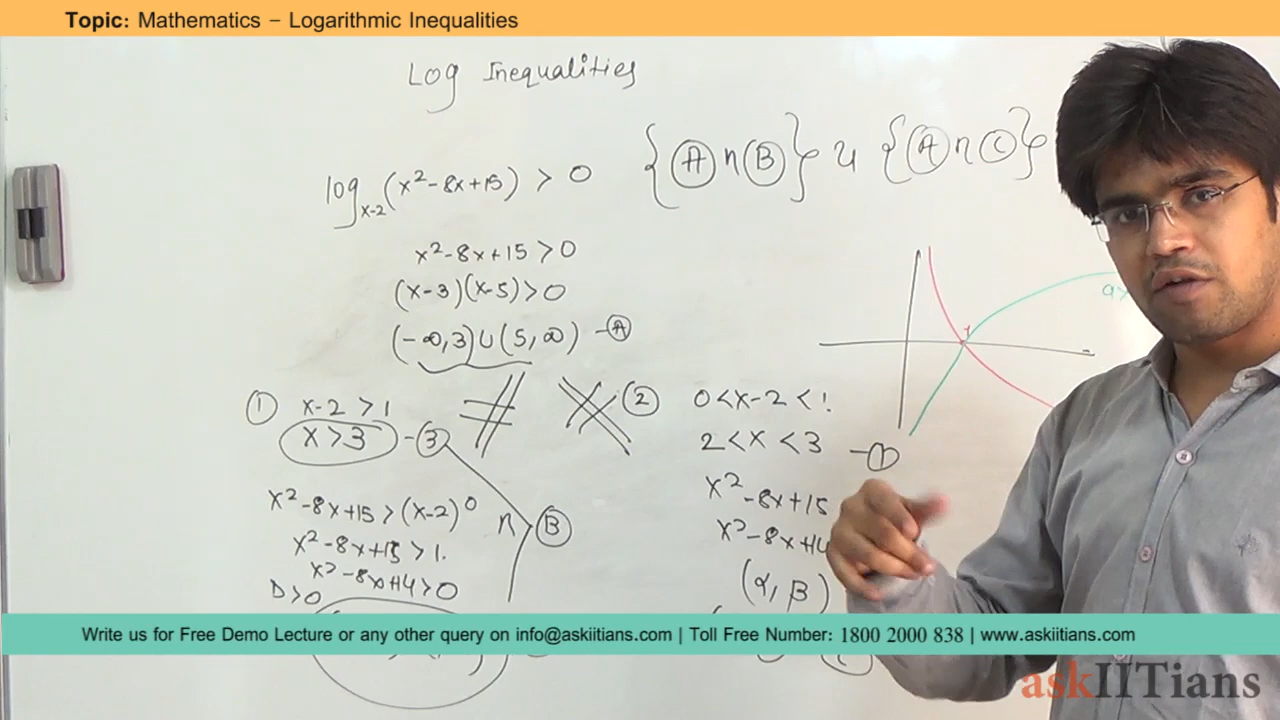 Topic: Mathematics – Logarithmic Inequalities
Log Inequalities
{Ⓐ ∩ Ⓑ} ∪ {Ⓐ ∩ Ⓒ}
log_{x-2}(x²-8x+15) > 0
x²-8x+15 > 0
(x-3)(x-5) > 0
(-∞,3) ∪ (5,∞) -Ⓐ
① x-2 > 1
x > 3 -③
x²-8x+15 > (x-2)⁰
x²-8x+15 > 1.
x²-8x+14 > 0
D > 0
∩ Ⓑ
② 0 < x-2 < 1.
2 < x < 3 -①
x²-8x+15
x²-8x+14
(α, β)
1
a>
Write us for Free Demo Lecture or any other query on info@askiitians.com | Toll Free Number: 1800 2000 838 | www.askiitians.com
askIITians